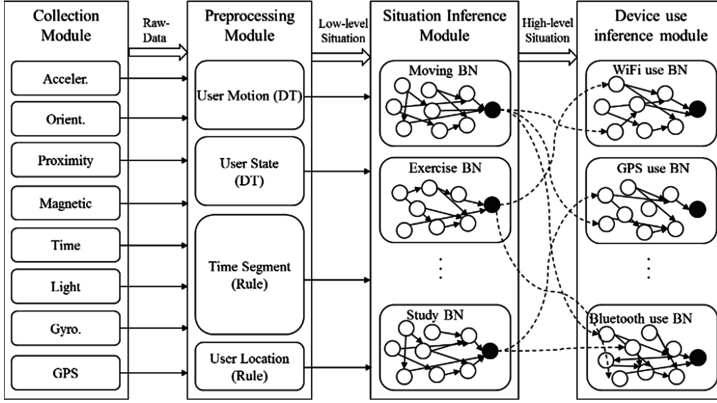 Collection
Module
Raw-
Data
Preprocessing
Module
Low-level
Situation
Situation Inference
Module
High-level
Situation
Device use
inference module
Acceler.
Orient.
Proximity
Magnetic
Time
Light
Gyro.
GPS
User Motion (DT)
User State
(DT)
Time Segment
(Rule)
User Location
(Rule)
Moving BN
Exercise BN
Study BN
WiFi use BN
GPS use BN
Bluetooth use BN